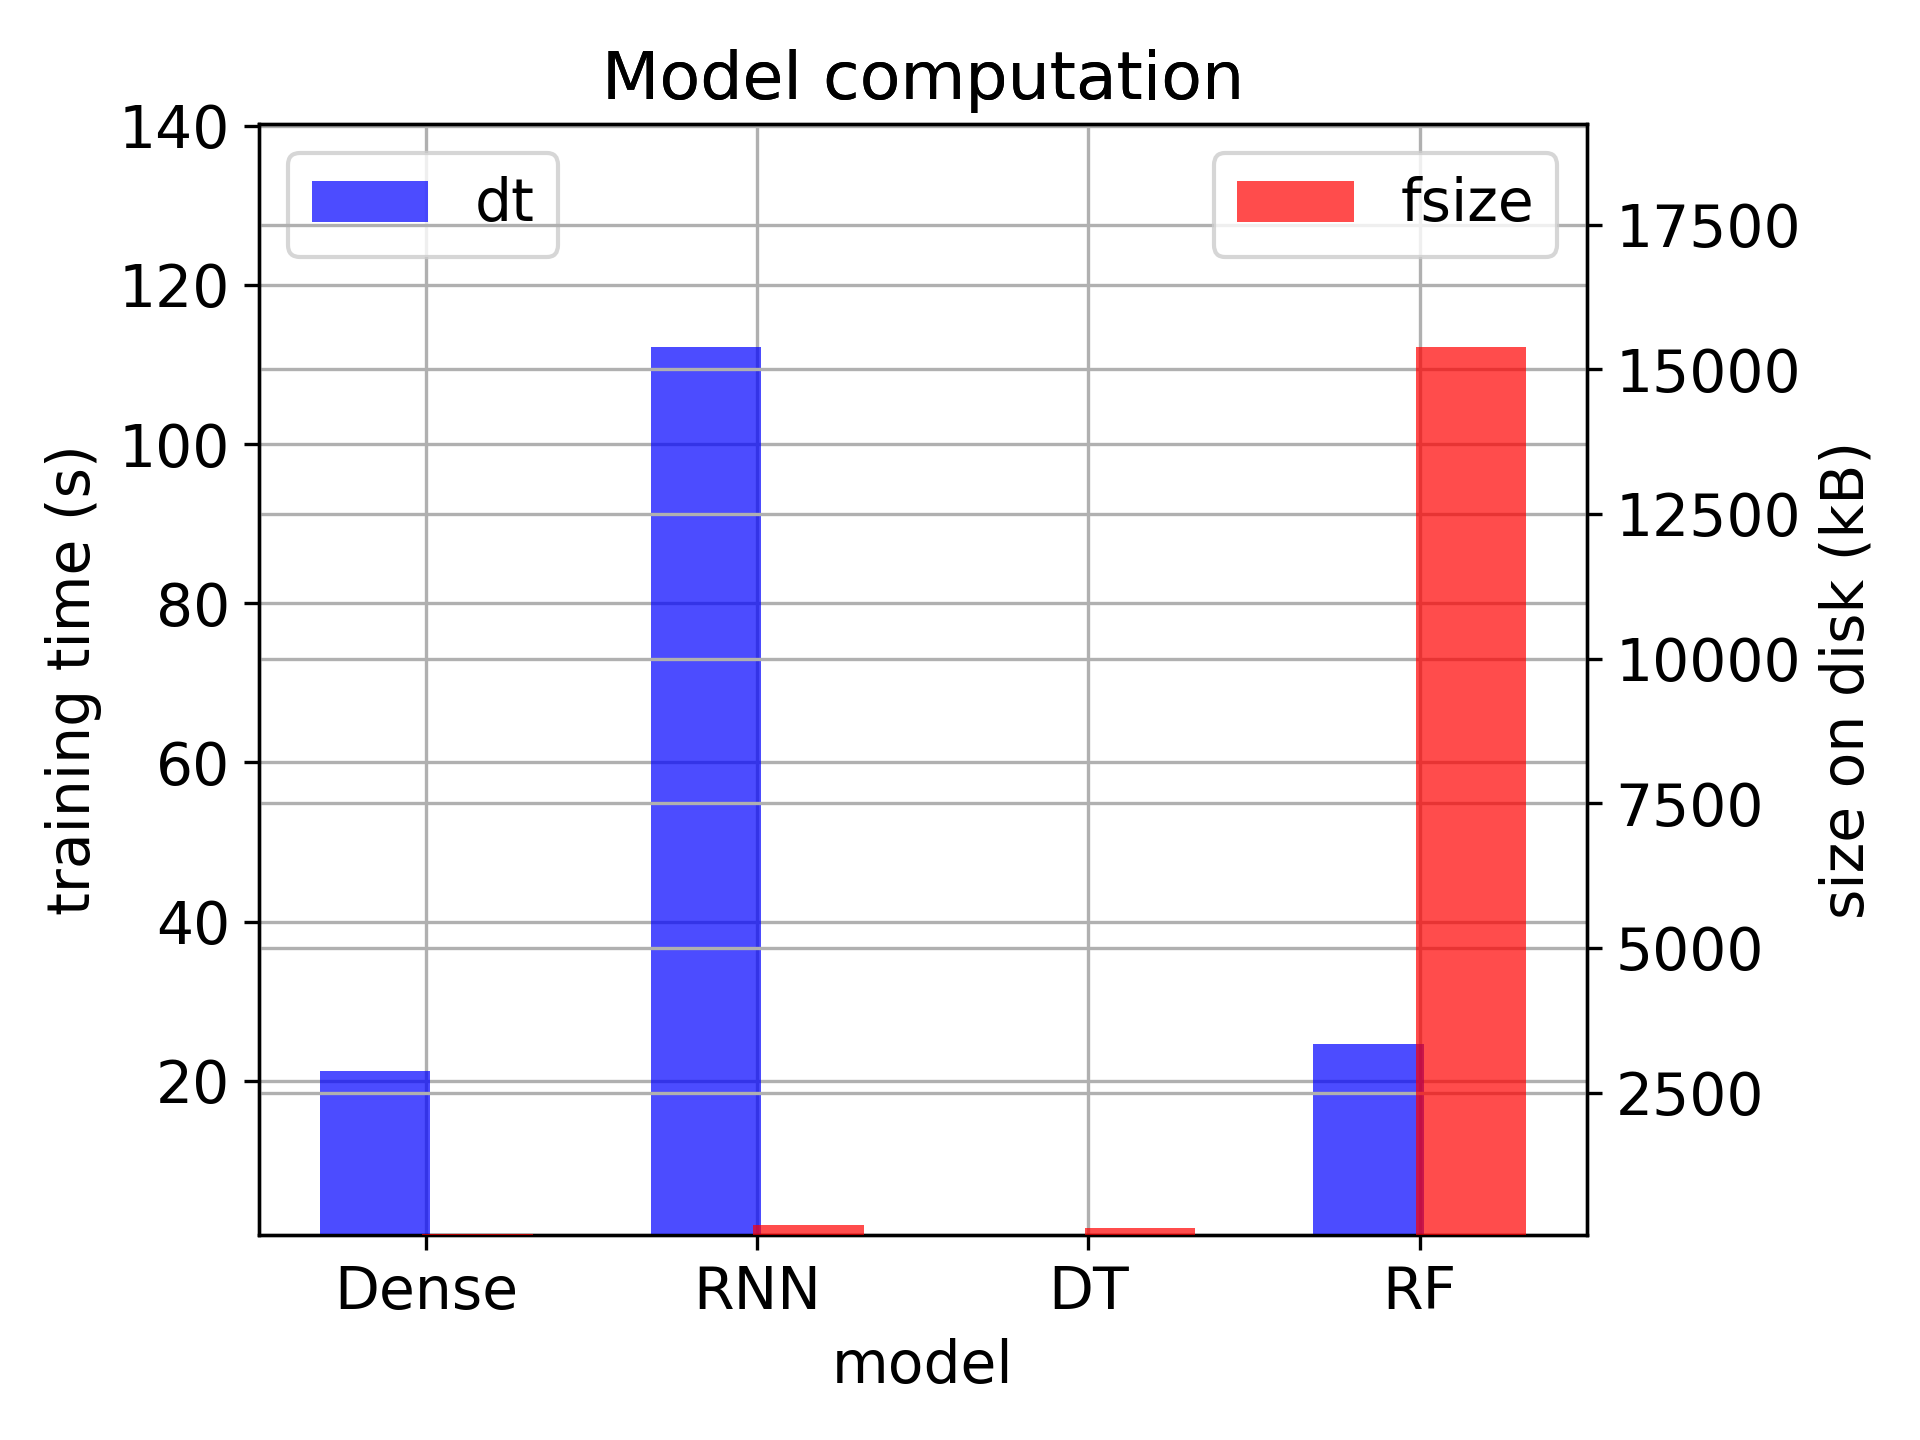 Model computation
140
120
100
80
60
40
20
training time (s)
dt
fsize
17500
15000
12500
10000
7500
5000
2500
size on disk (kB)
Dense RNN DT RF
model